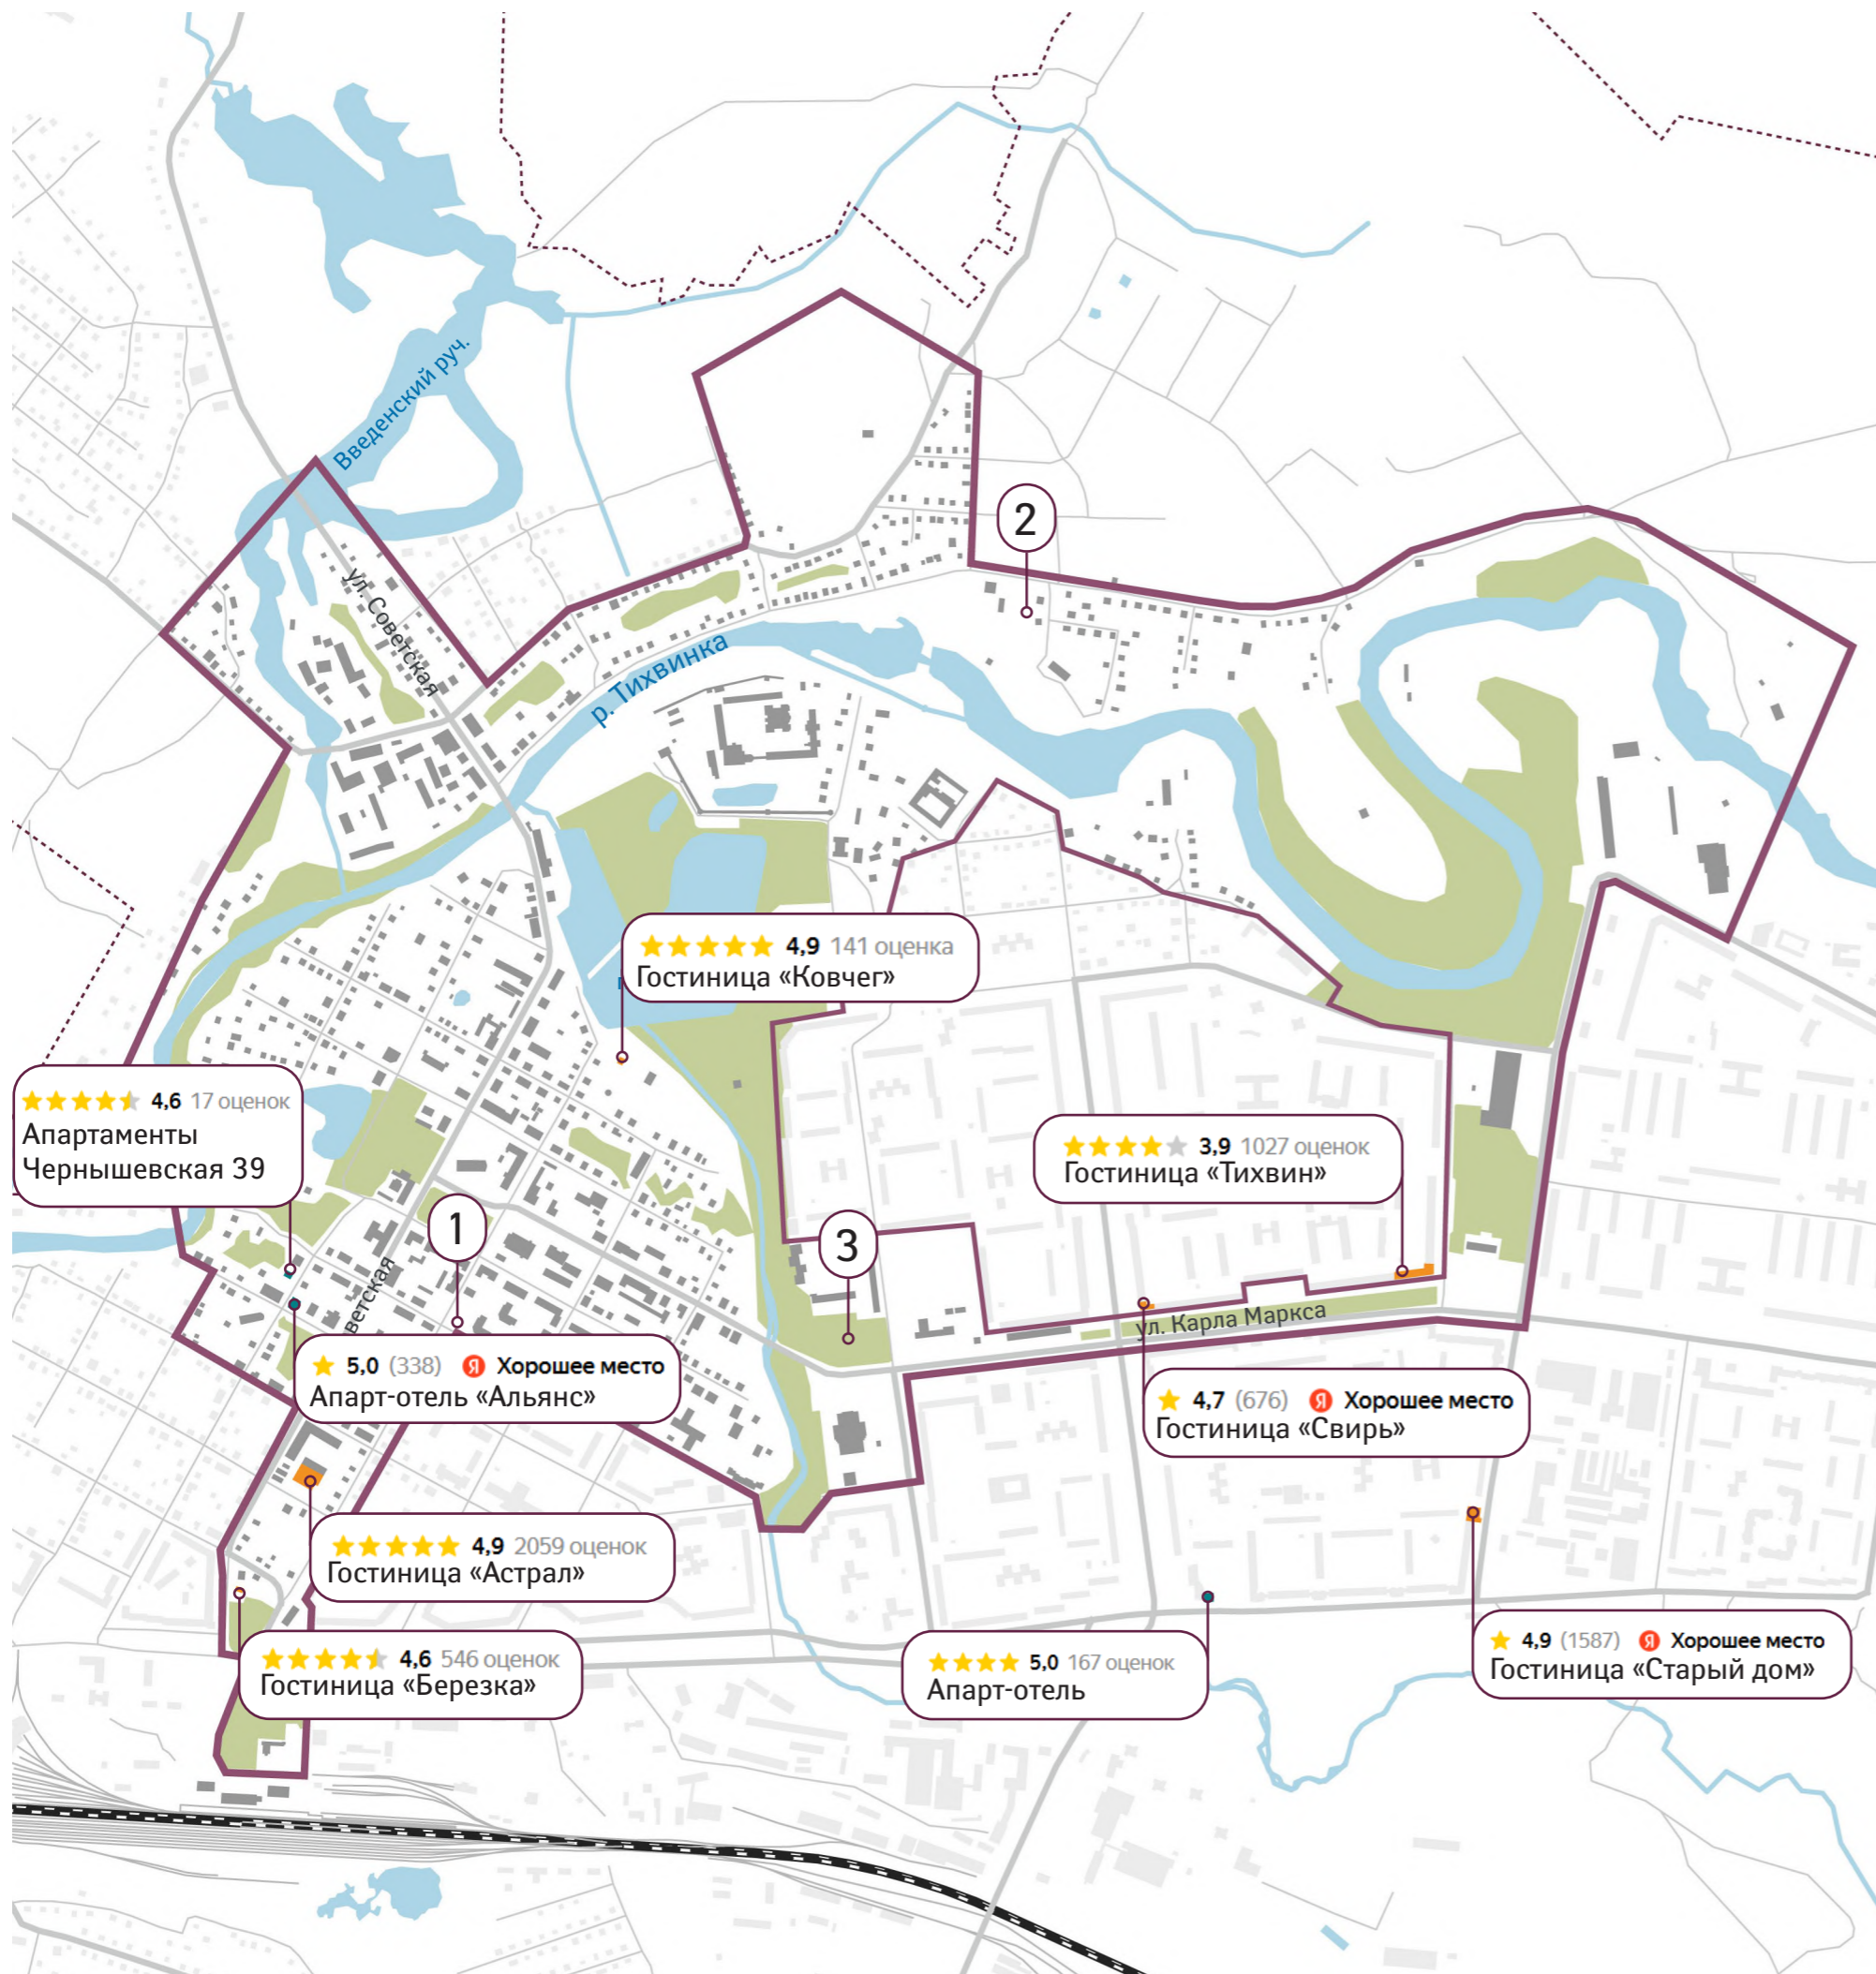 Введенский руч.
2
ул. Советская
р. Тихвинка
4,9 141 оценка
Гостиница «Ковчег»
4,6 17 оценок
Апартаменты
Чернышевская 39
3,9 1027 оценок
Гостиница «Тихвин»
1
3
ветская
ул. Карла Маркса
5,0 (338) Я Хорошее место
Апарт-отель «Альянс»
4,7 (676) Я Хорошее место
Гостиница «Свирь»
4,9 2059 оценок
Гостиница «Астрал»
4,6 546 оценок
Гостиница «Березка»
5,0 167 оценок
Апарт-отель
4,9 (1587) Я Хорошее место
Гостиница «Старый дом»